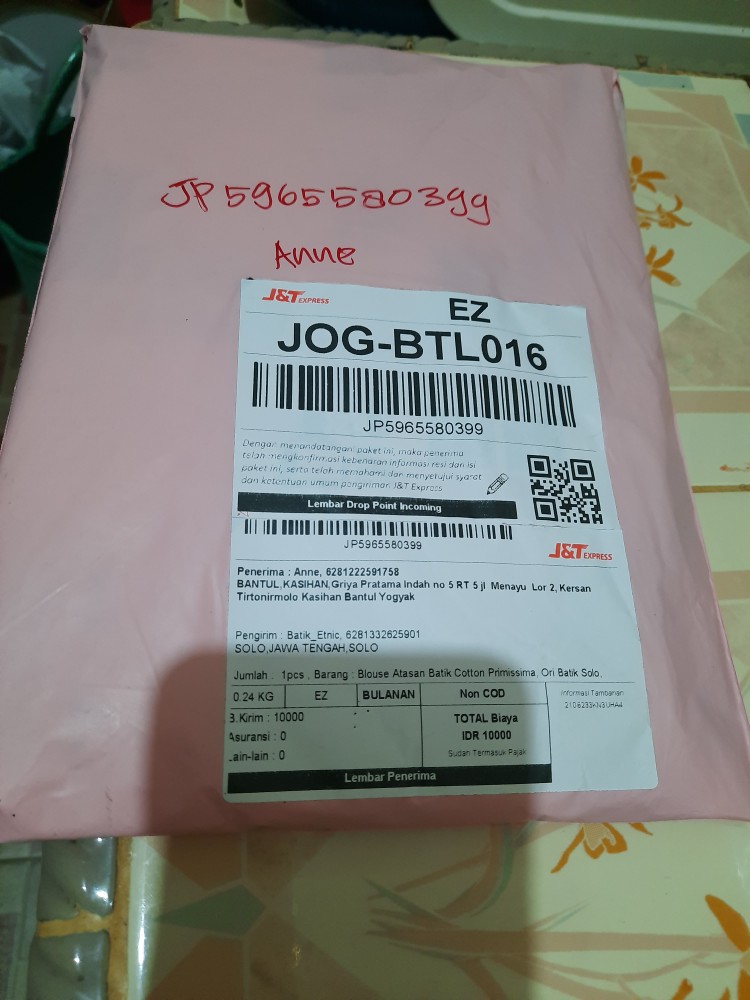 JP5965580399
Anne
J&T EXPRESS
EZ
JOG-BTL016
JP5965580399
Dengan menandatangani paket ini, maka penerima
telah mengkonfirmasi kebenaran informasi resi dan isi
paket ini, serta telah memahami dan menyetujui syarat
dan ketentuan umum pengiriman J&T Express
Lembar Drop Point Incoming
JP5965580399
J&T EXPRESS
Penerima : Anne, 6281222591758
BANTUL,KASIHAN,Griya Pratama Indah no 5 RT 5 jl Menayu Lor 2, Kersan
Tirtonirmolo Kasihan Bantul Yogyak
Pengirim : Batik_Etnic, 6281332625901
SOLO,JAWA TENGAH,SOLO
Jumlah : 1pcs , Barang : Blouse Atasan Batik Cotton Primissima, Ori Batik Solo,
0.24 KG EZ BULANAN Non COD
Informasi Tambahan
B.Kirim : 10000
TOTAL Biaya
Asuransi : 0
IDR 10000
Lain-lain : 0
Sudah Termasuk Pajak
Lembar Penerima